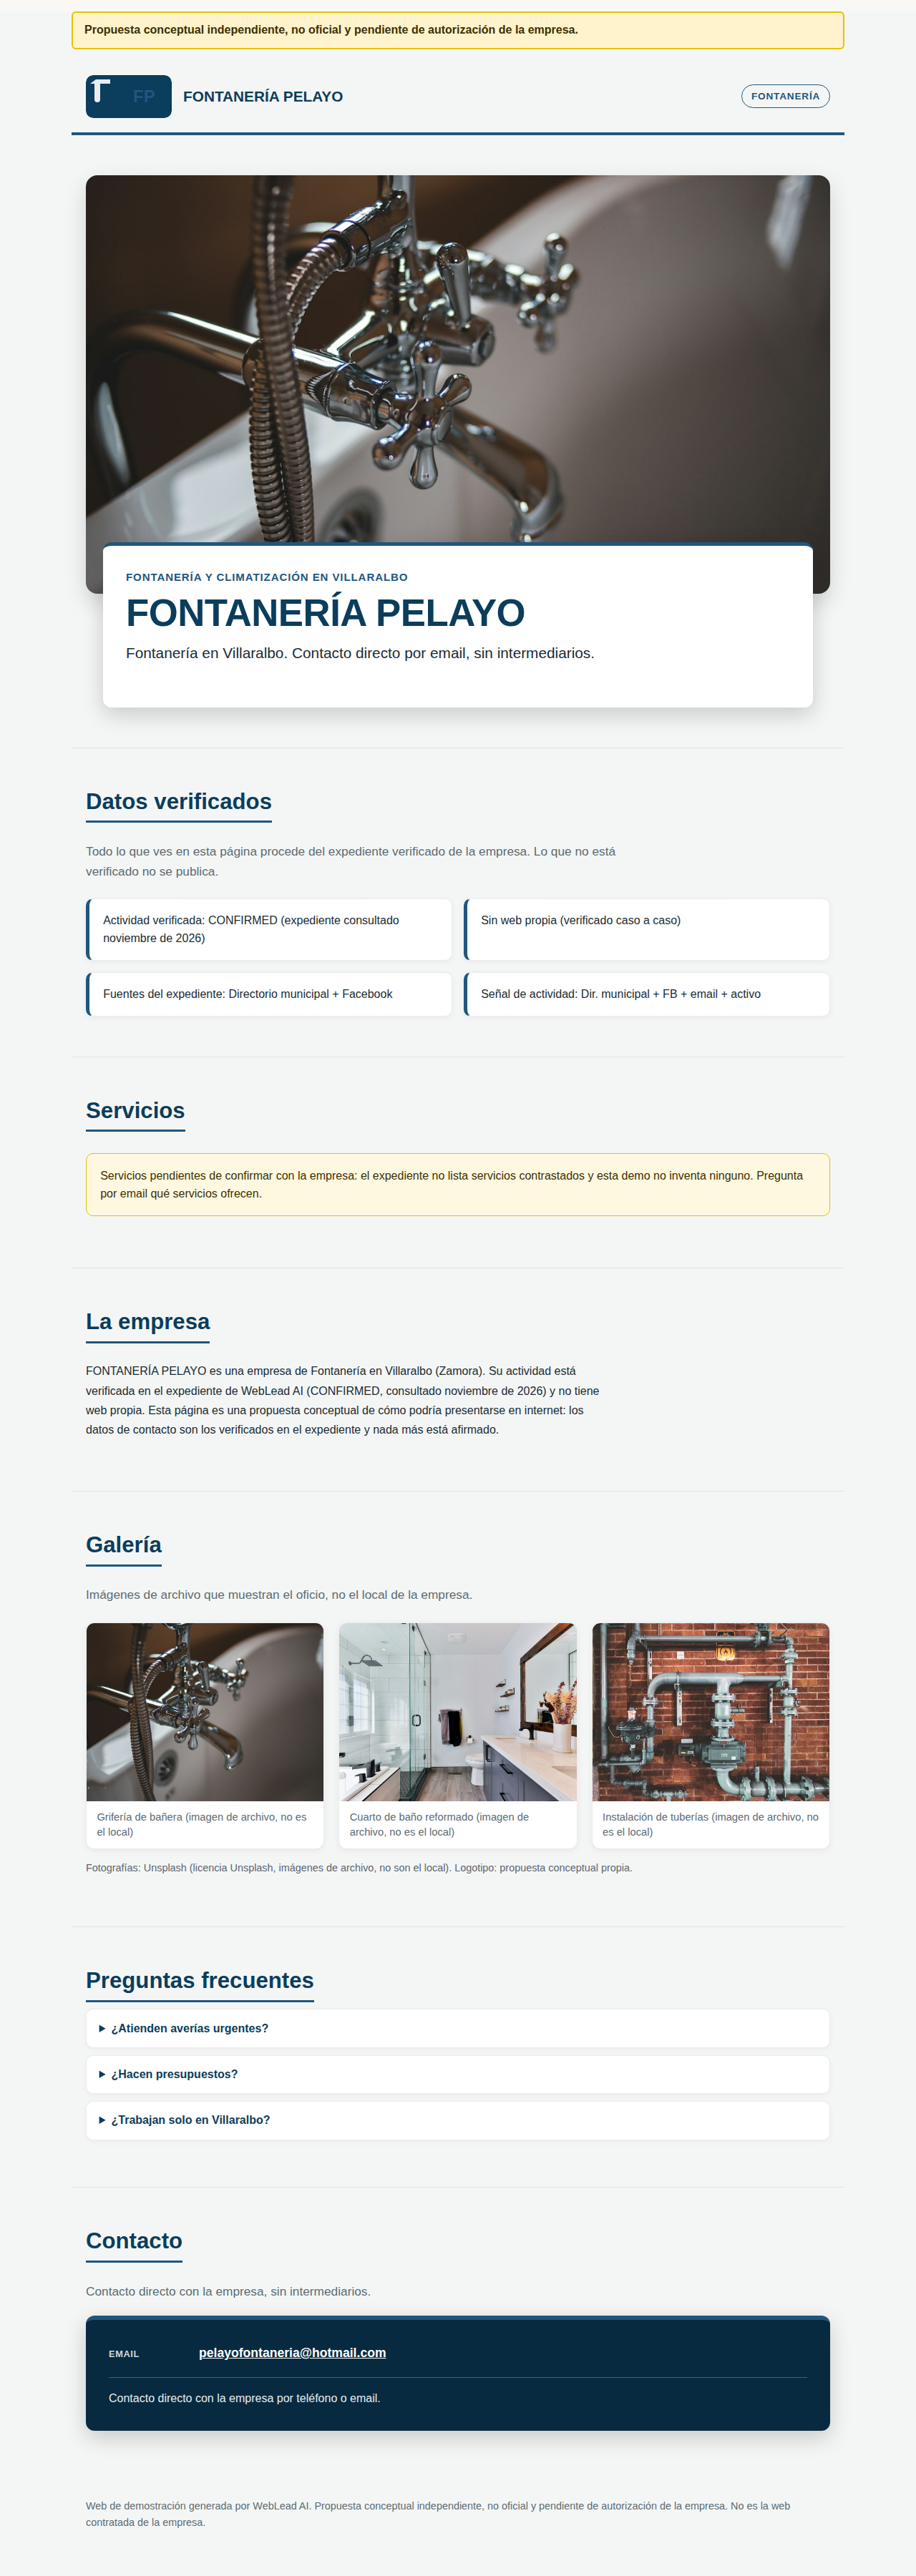 Propuesta conceptual independiente, no oficial y pendiente de autorización de la empresa.
FP
FONTANERÍA PELAYO
FONTANERÍA
FONTANERÍA Y CLIMATIZACIÓN EN VILLARALBO
FONTANERÍA PELAYO
Fontanería en Villaralbo. Contacto directo por email, sin intermediarios.
Datos verificados
Todo lo que ves en esta página procede del expediente verificado de la empresa. Lo que no está
verificado no se publica.
Actividad verificada: CONFIRMED (expediente consultado
noviembre de 2026)
Sin web propia (verificado caso a caso)
Fuentes del expediente: Directorio municipal + Facebook
Señal de actividad: Dir. municipal + FB + email + activo
Servicios
Servicios pendientes de confirmar con la empresa: el expediente no lista servicios contrastados y esta demo no inventa ninguno. Pregunta
por email qué servicios ofrecen.
La empresa
FONTANERÍA PELAYO es una empresa de Fontanería en Villaralbo (Zamora). Su actividad está
verificada en el expediente de WebLead AI (CONFIRMED, consultado noviembre de 2026) y no tiene
web propia. Esta página es una propuesta conceptual de cómo podría presentarse en internet: los
datos de contacto son los verificados en el expediente y nada más está afirmado.
Galería
Imágenes de archivo que muestran el oficio, no el local de la empresa.
Grifería de bañera (imagen de archivo, no es
el local)
Cuarto de baño reformado (imagen de
archivo, no es el local)
Instalación de tuberías (imagen de archivo, no
es el local)
Fotografías: Unsplash (licencia Unsplash, imágenes de archivo, no son el local). Logotipo: propuesta conceptual propia.
Preguntas frecuentes
¿Atienden averías urgentes?
¿Hacen presupuestos?
¿Trabajan solo en Villaralbo?
Contacto
Contacto directo con la empresa, sin intermediarios.
EMAIL
pelayofontaneria@hotmail.com
Contacto directo con la empresa por teléfono o email.
Web de demostración generada por WebLead AI. Propuesta conceptual independiente, no oficial y pendiente de autorización de la empresa. No es la web
contratada de la empresa.